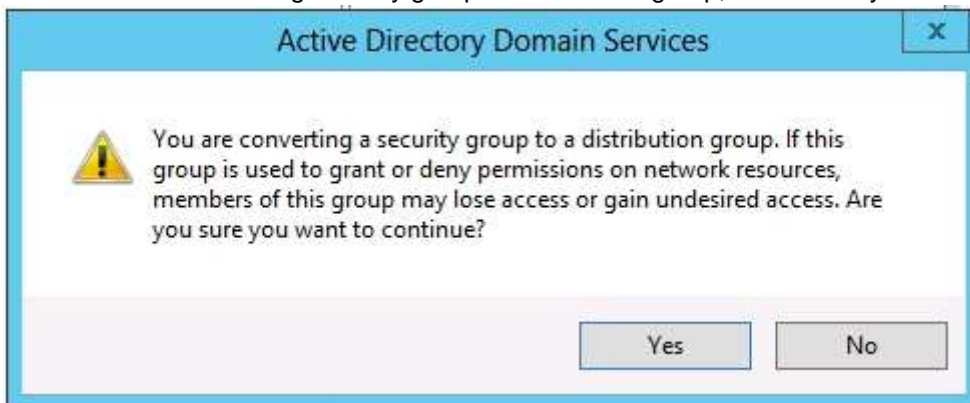 Active Directory Domain Services
x
You are converting a security group to a distribution group. If this
group is used to grant or deny permissions on network resources,
members of this group may lose access or gain undesired access. Are
you sure you want to continue?
Yes
No